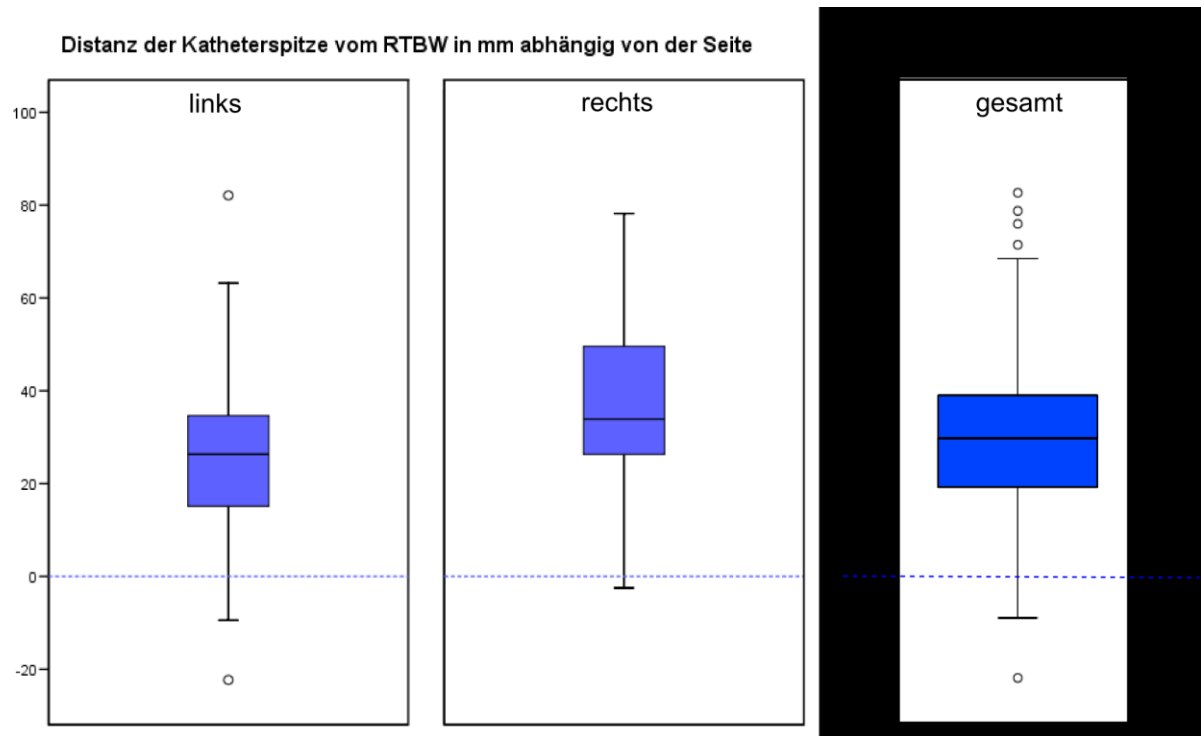 Distanz der Katheterspitze vom RTBW in mm abhängig von der Seite
links
rechts
gesamt
100
80
60
40
20
0
-20